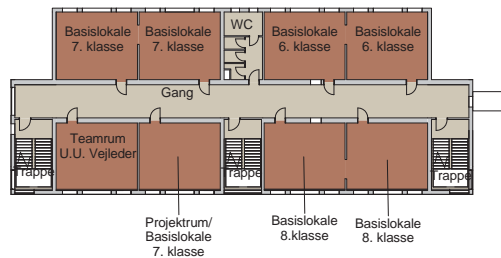 Basislokale
7. klasse
Basislokale
7. klasse
WC
Basislokale
6. klasse
Basislokale
6. klasse
Gang
Teamrum
U.U. Vejleder
Trappe
Trappe
Trappe
Projektrum/
Basislokale
7. klasse
Basislokale
8.klasse
Basislokale
8. klasse